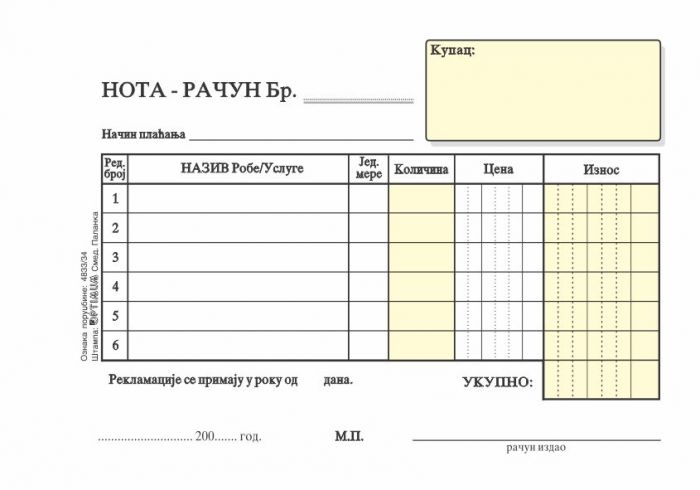 Купац:
НОТА - РАЧУН Бр.
Начин плаћања
Ред. број
НАЗИВ Робе/Услуге
Јед. мере
Количина
Цена
Износ
1
2
3
4
5
6
Рекламације се примају у року од дана.
УКУПНО:
............................. 200....... год.
М.П.
рачун издао
Ознака поруџбине: 4833/34
Штампа: Смед. Паланка